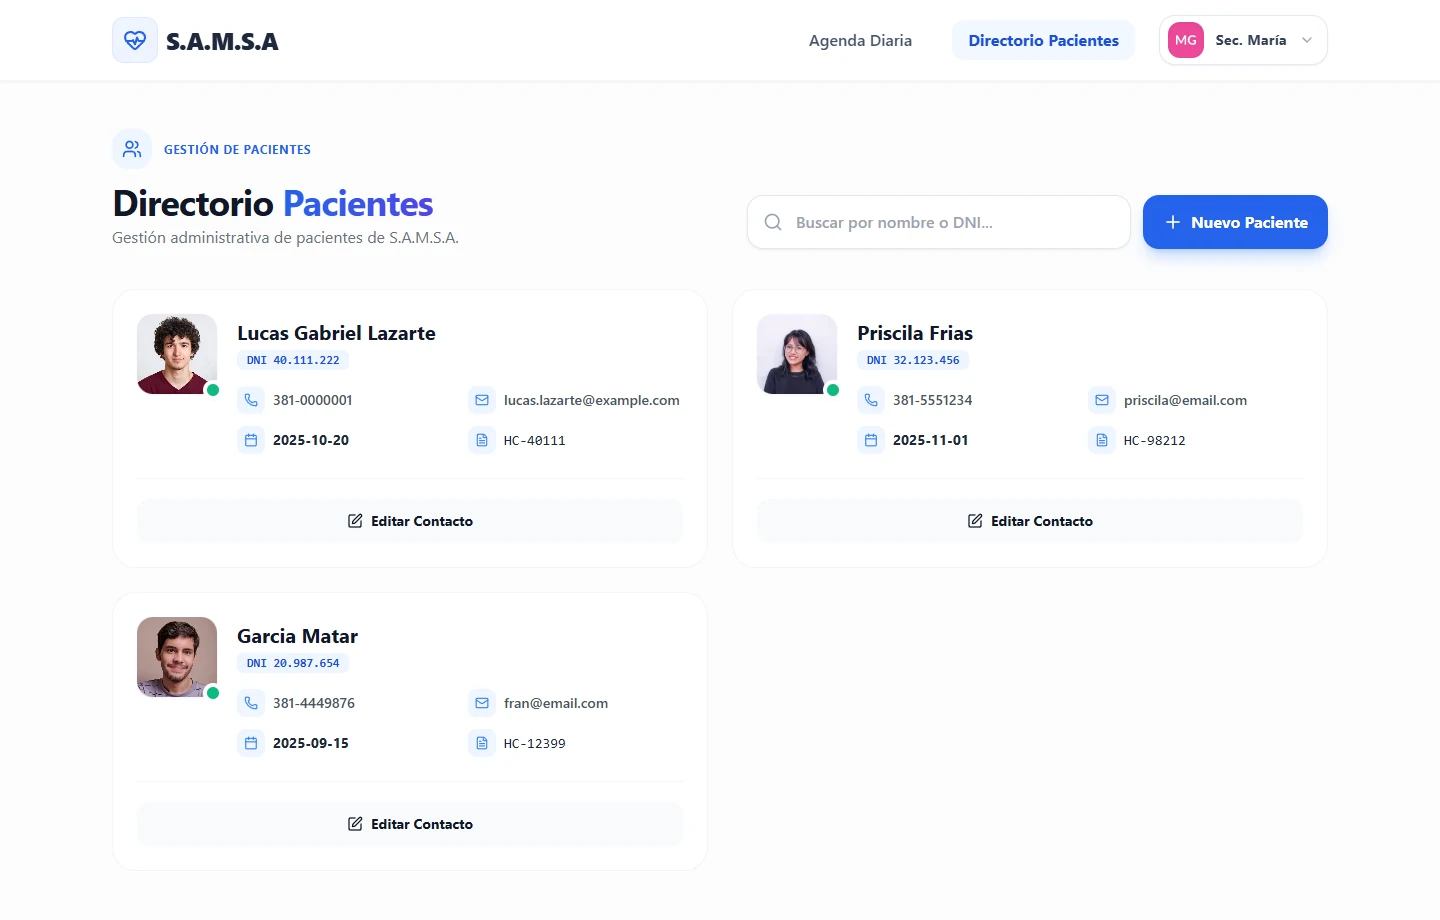 S.A.M.S.A
Agenda Diaria
Directorio Pacientes
MG
Sec. María
GESTIÓN DE PACIENTES
Directorio Pacientes
Gestión administrativa de pacientes de S.A.M.S.A.
Buscar por nombre o DNI...
Nuevo Paciente
Lucas Gabriel Lazarte
DNI 40.111.222
381-0000001
lucas.lazarte@example.com
2025-10-20
HC-40111
Editar Contacto
Priscila Frias
DNI 32.123.456
381-5551234
priscila@email.com
2025-11-01
HC-98212
Editar Contacto
Garcia Matar
DNI 20.987.654
381-4449876
fran@email.com
2025-09-15
HC-12399
Editar Contacto